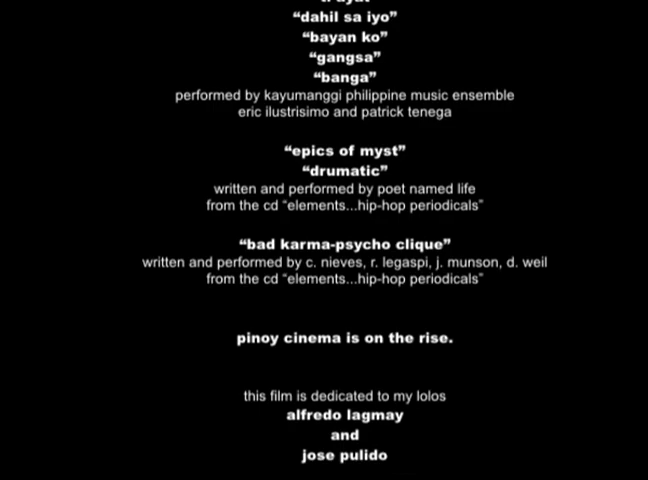 "dahil sa iyo"
"bayan ko"
"gangsa"
"banga"
performed by kayumanggi philippine music ensemble
eric ilustrisimo and patrick tenega
"epics of myst"
"drumatic"
written and performed by poet named life
from the cd "elements...hip-hop periodicals"
"bad karma-psycho clique"
written and performed by c. nieves, r. legaspi, j. munson, d. weil
from the cd "elements...hip-hop periodicals"
pinoy cinema is on the rise.
this film is dedicated to my lolos
alfredo lagmay
and
jose pulido